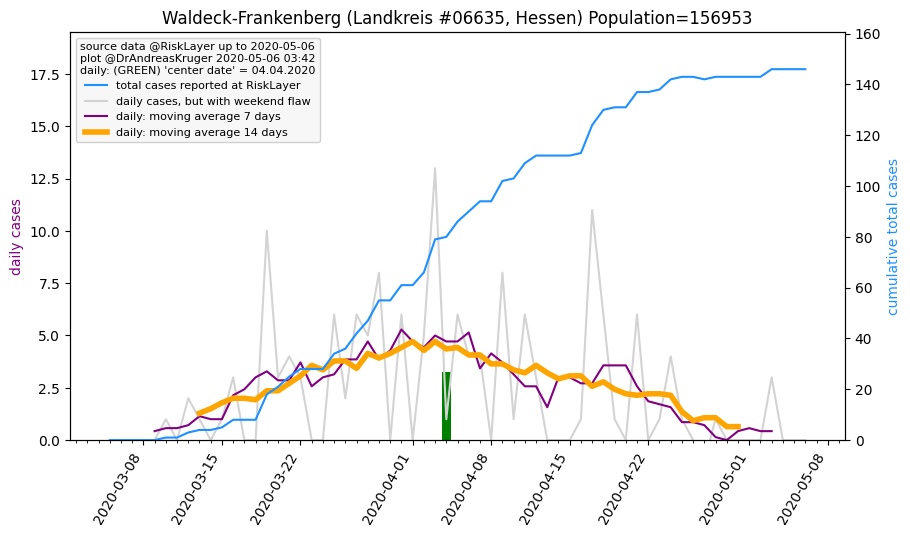 Waldeck-Frankenberg (Landkreis #06635, Hessen) Population=156953
source data @RiskLayer up to 2020-05-06
plot @DrAndreasKruger 2020-05-06 03:42
daily: (GREEN) 'center date' = 04.04.2020
total cases reported at RiskLayer
daily cases, but with weekend flaw
daily: moving average 7 days
daily: moving average 14 days
daily cases
17.5
15.0
12.5
10.0
7.5
5.0
2.5
0.0
160
140
120
100
80
60
40
20
0
cumulative total cases
2020-03-08
2020-03-15
2020-03-22
2020-04-01
2020-04-08
2020-04-15
2020-04-22
2020-05-01
2020-05-08